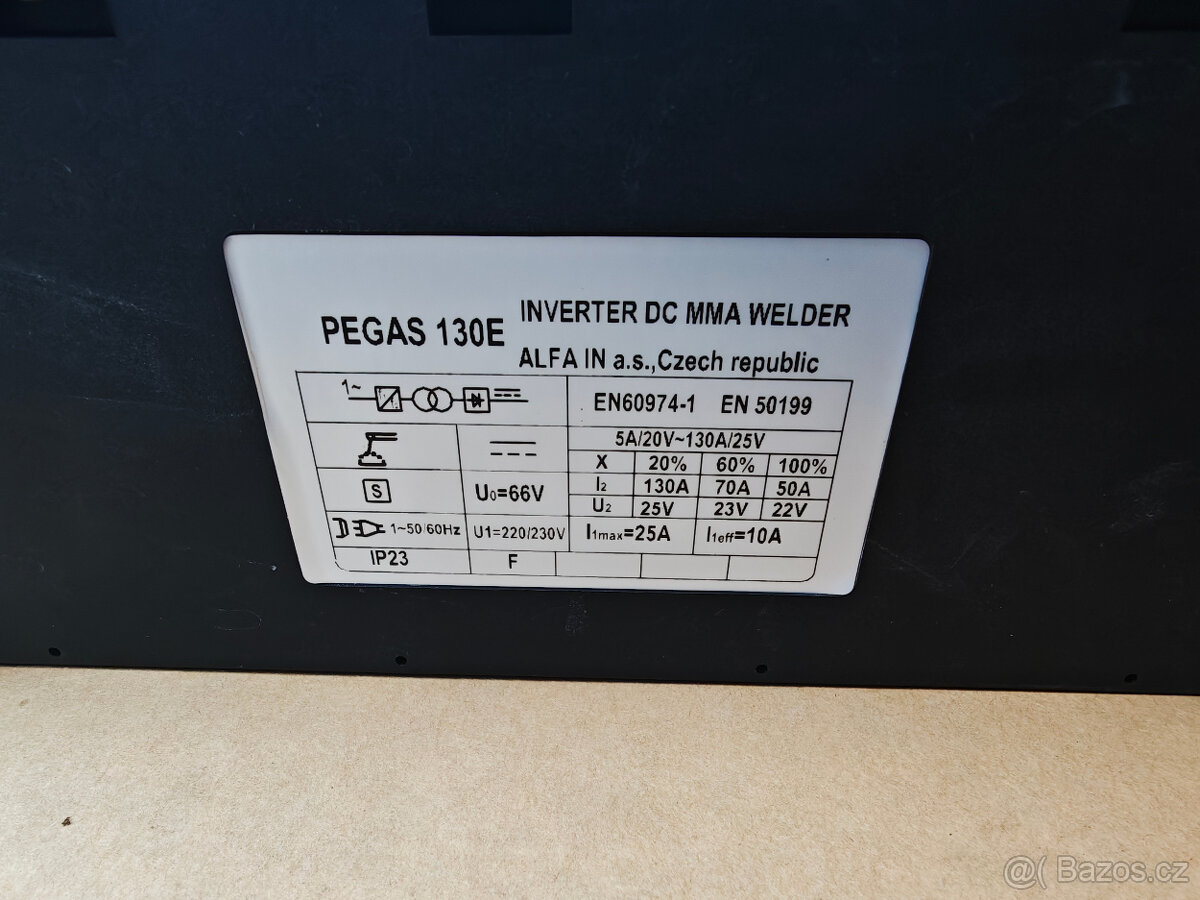 PEGAS 130E
INVERTER DC MMA WELDER
ALFA IN a.s.,Czech republic
1~
EN60974-1 EN 50199
5A/20V~130A/25V
X 20% 60% 100%
I2 130A 70A 50A
S U0=66V
U2 25V 23V 22V
1~50/60Hz U1=220/230V I1max=25A I1eff=10A
IP23 F
@( Bazos.cz